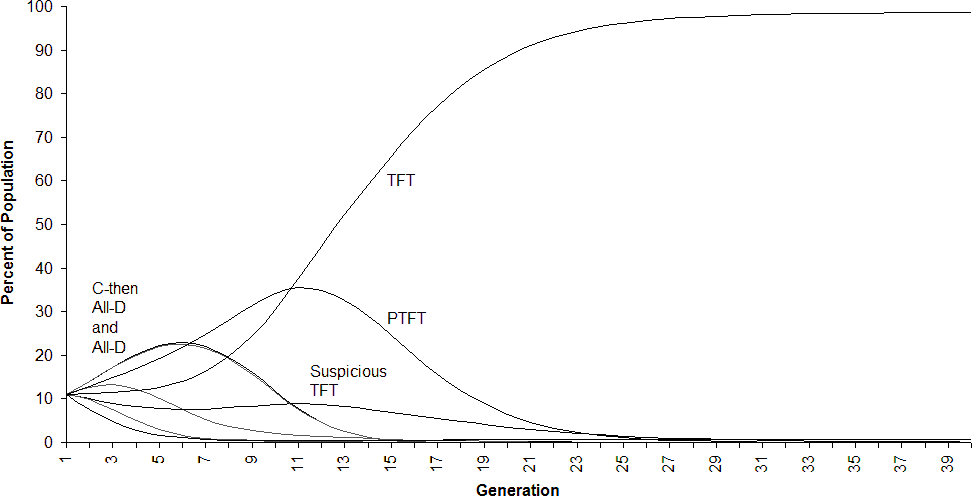 100
90
80
70
60
50
40
30
20
10
0
Percent of Population
TFT
C-then
All-D
and
All-D
PTFT
Suspicious
TFT
1 3 5 7 9 11 13 15 17 19 21 23 25 27 29 31 33 35 37 39
Generation